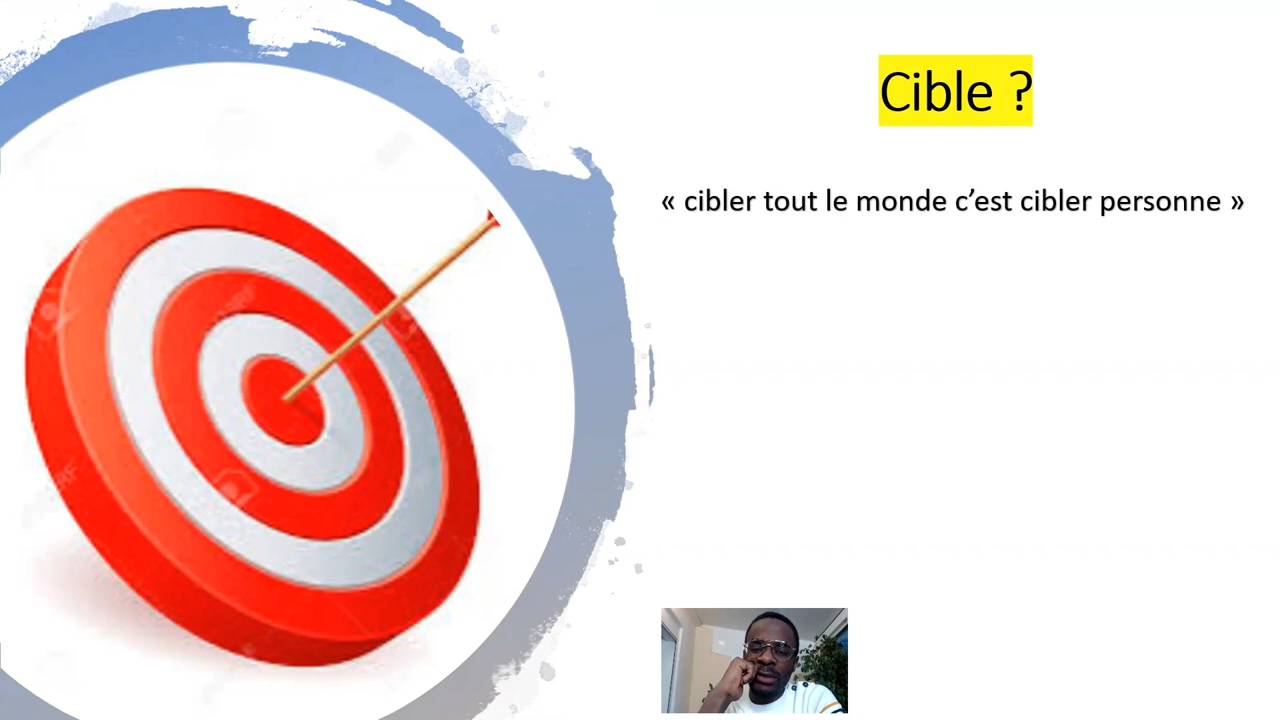 Cible ?
« cibler tout le monde c’est cibler personne »